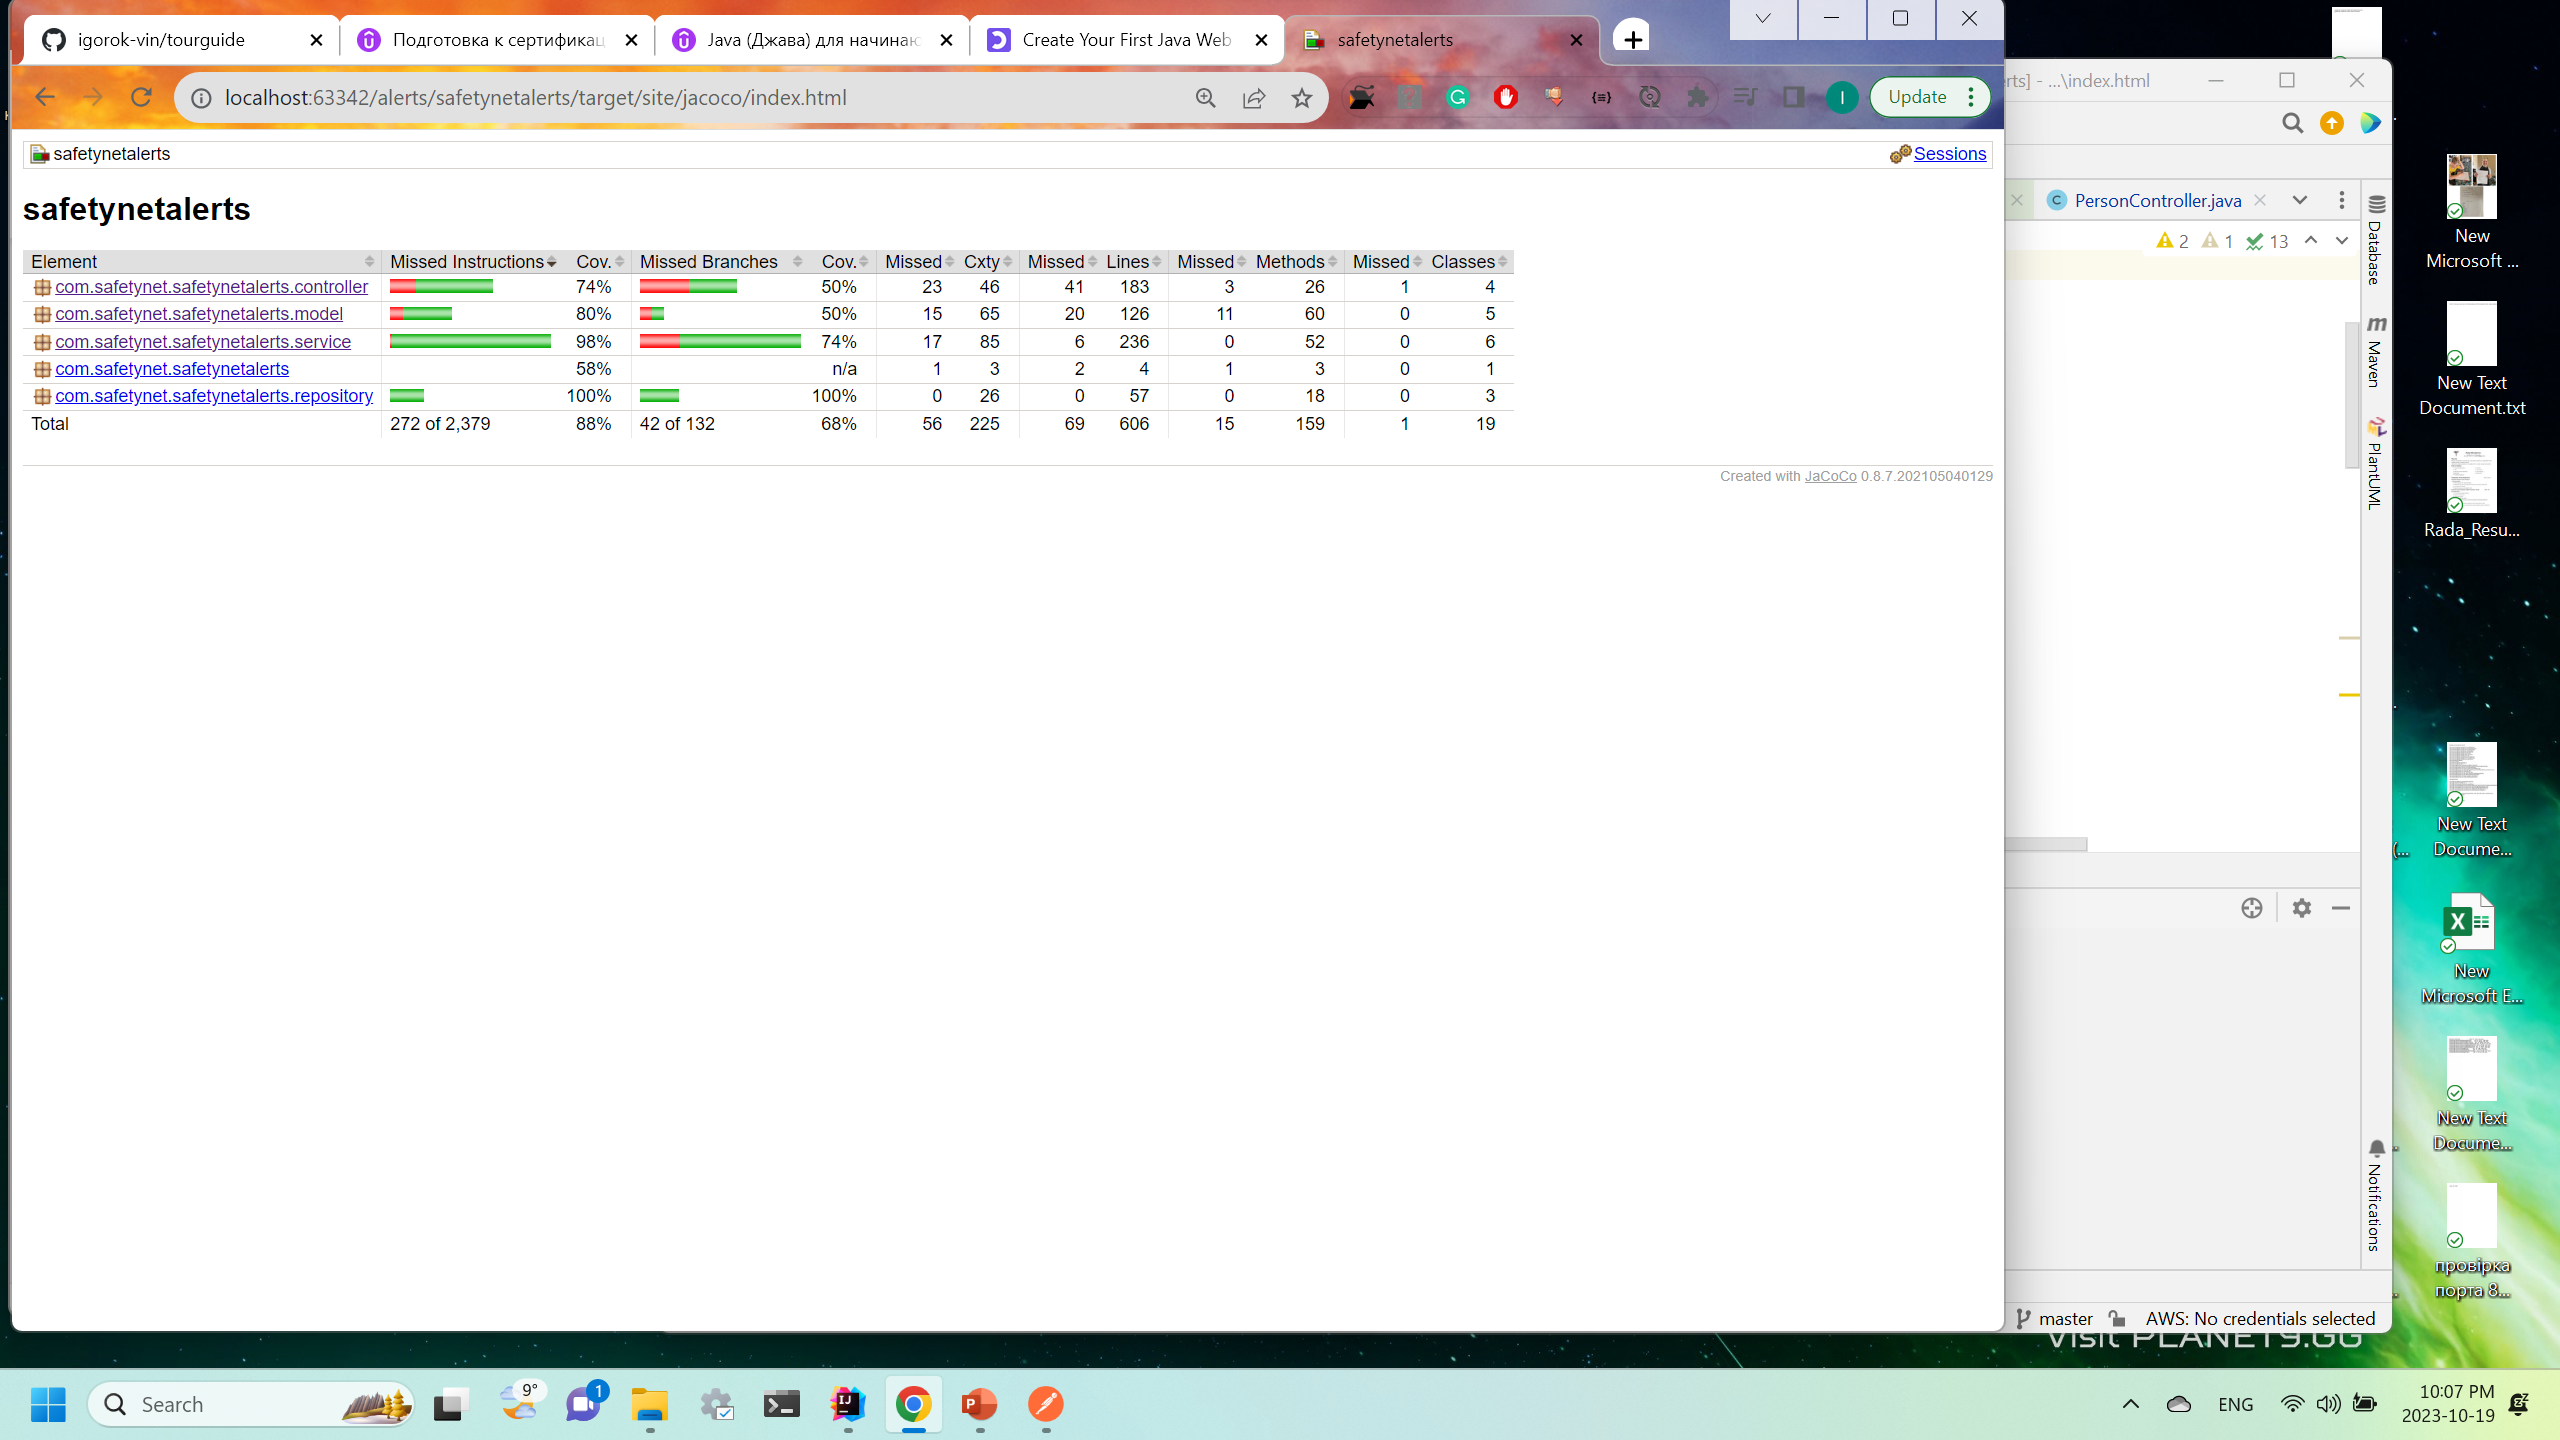 igorok-vin/tourguide
Подготовка к сертификац
Java (Джава) для начинаю
Create Your First Java Web
safetynetalerts
localhost:63342/alerts/safetynetalerts/target/site/jacoco/index.html
Update
I
safetynetalerts
Sessions
safetynetalerts
Element Missed Instructions Cov. Missed Branches Cov. Missed Cxty Missed Lines Missed Methods Missed Classes
com.safetynet.safetynetalerts.controller 74% 50% 23 46 41 183 3 26 1 4
com.safetynet.safetynetalerts.model 80% 50% 15 65 20 126 11 60 0 5
com.safetynet.safetynetalerts.service 98% 74% 17 85 6 236 0 52 0 6
com.safetynet.safetynetalerts 58% n/a 1 3 2 4 1 3 0 1
com.safetynet.safetynetalerts.repository 100% 100% 0 26 0 57 0 18 0 3
Total 272 of 2,379 88% 42 of 132 68% 56 225 69 606 15 159 1 19
Created with JaCoCo 0.8.7.202105040129
rts] - ...\index.html
PersonController.java
2 1 13
Database
m
Maven
PlantUML
Notifications
master
AWS: No credentials selected
Visit PLANET9.GG
New
Microsoft ...
New Text
Document.txt
Rada_Resu...
New Text
Docume...
New
Microsoft E...
New Text
Docume...
провірка
порта 8...
Search
9°
1
ENG
10:07 PM
2023-10-19